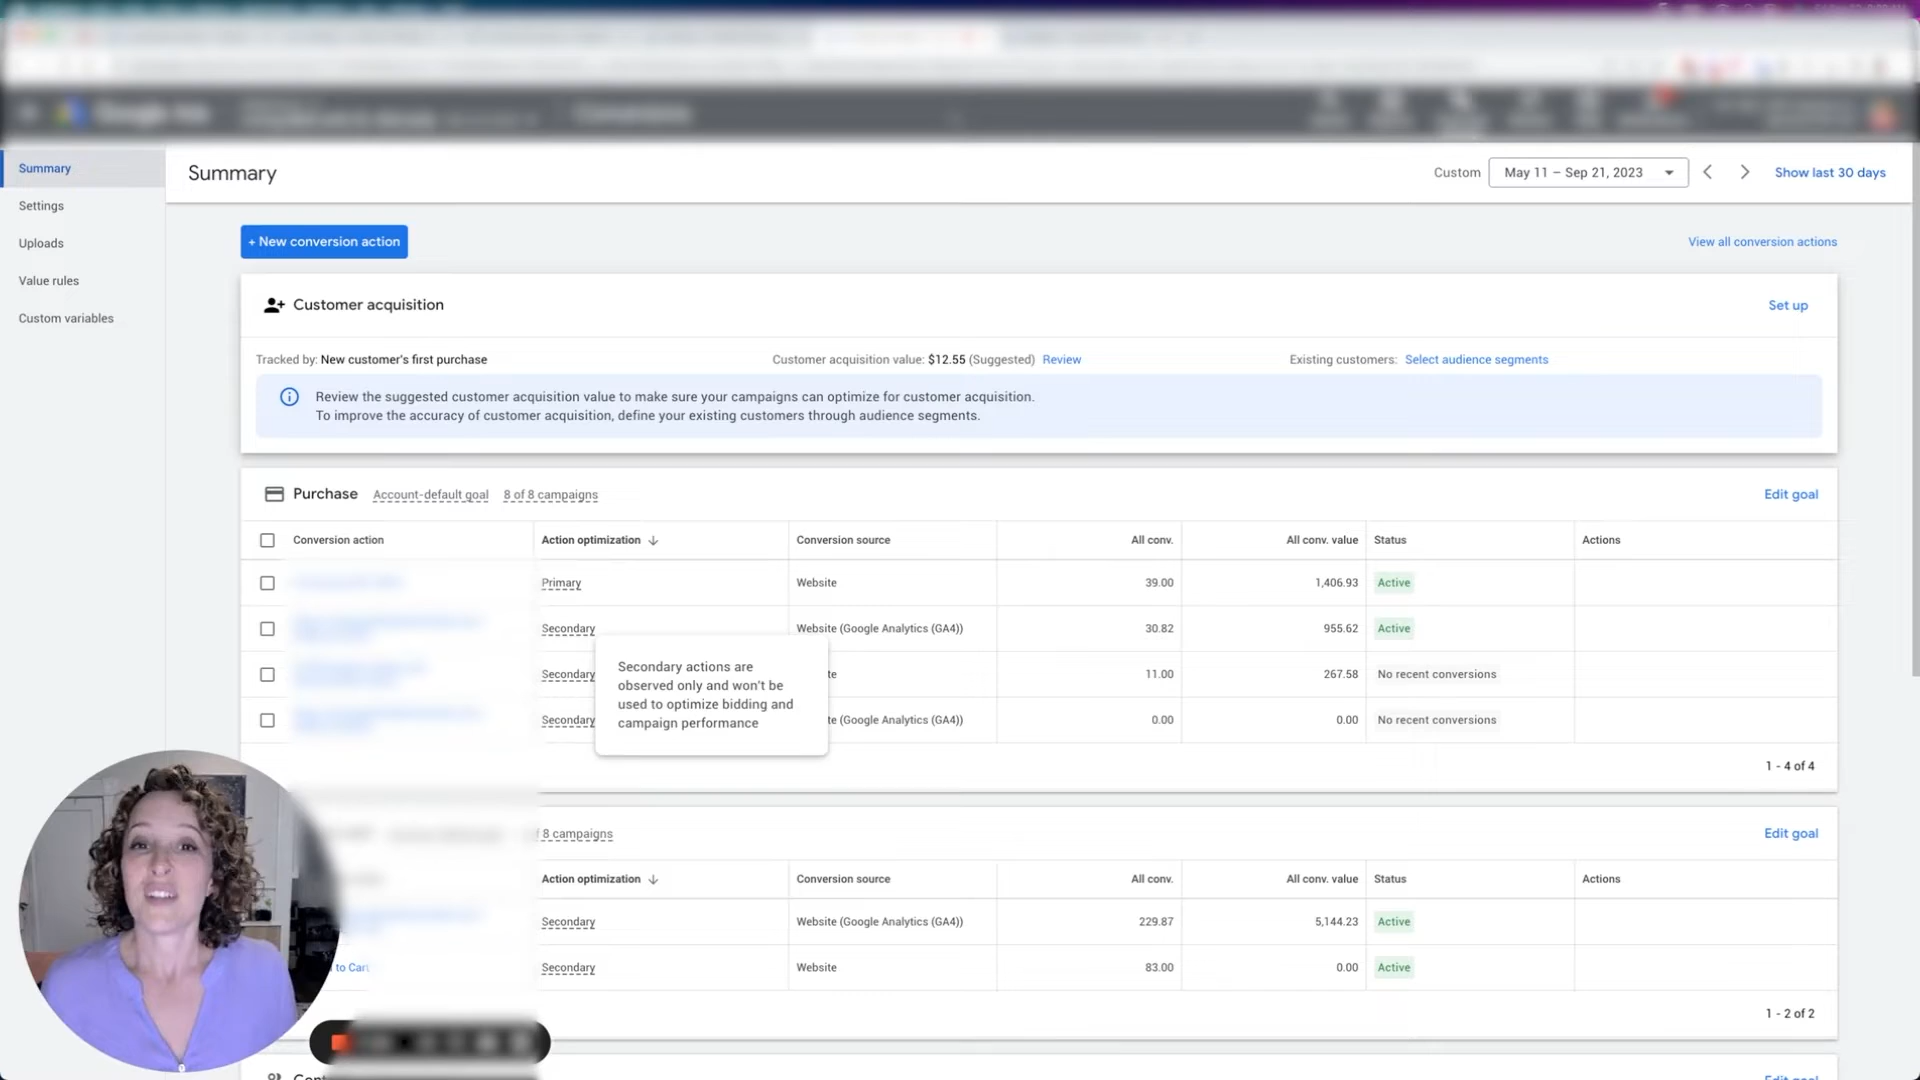 Summary
Settings
Uploads
Value rules
Custom variables
Summary
Custom
May 11 – Sep 21, 2023
Show last 30 days
+ New conversion action
View all conversion actions
Customer acquisition
Set up
Tracked by: New customer's first purchase
Customer acquisition value: $12.55 (Suggested) Review
Existing customers: Select audience segments
Review the suggested customer acquisition value to make sure your campaigns can optimize for customer acquisition.
To improve the accuracy of customer acquisition, define your existing customers through audience segments.
Purchase Account-default goal 8 of 8 campaigns
Edit goal
Conversion action Action optimization Conversion source All conv. All conv. value Status Actions
Primary Website 39.00 1,406.93 Active
Secondary Website (Google Analytics (GA4)) 30.82 955.62 Active
Secondary te 11.00 267.58 No recent conversions
Secondary te (Google Analytics (GA4)) 0.00 0.00 No recent conversions
Secondary actions are
observed only and won't be
used to optimize bidding and
campaign performance
1 - 4 of 4
8 campaigns
Edit goal
Action optimization Conversion source All conv. All conv. value Status Actions
Secondary Website (Google Analytics (GA4)) 229.87 5,144.23 Active
to Cart Secondary Website 83.00 0.00 Active
1 - 2 of 2